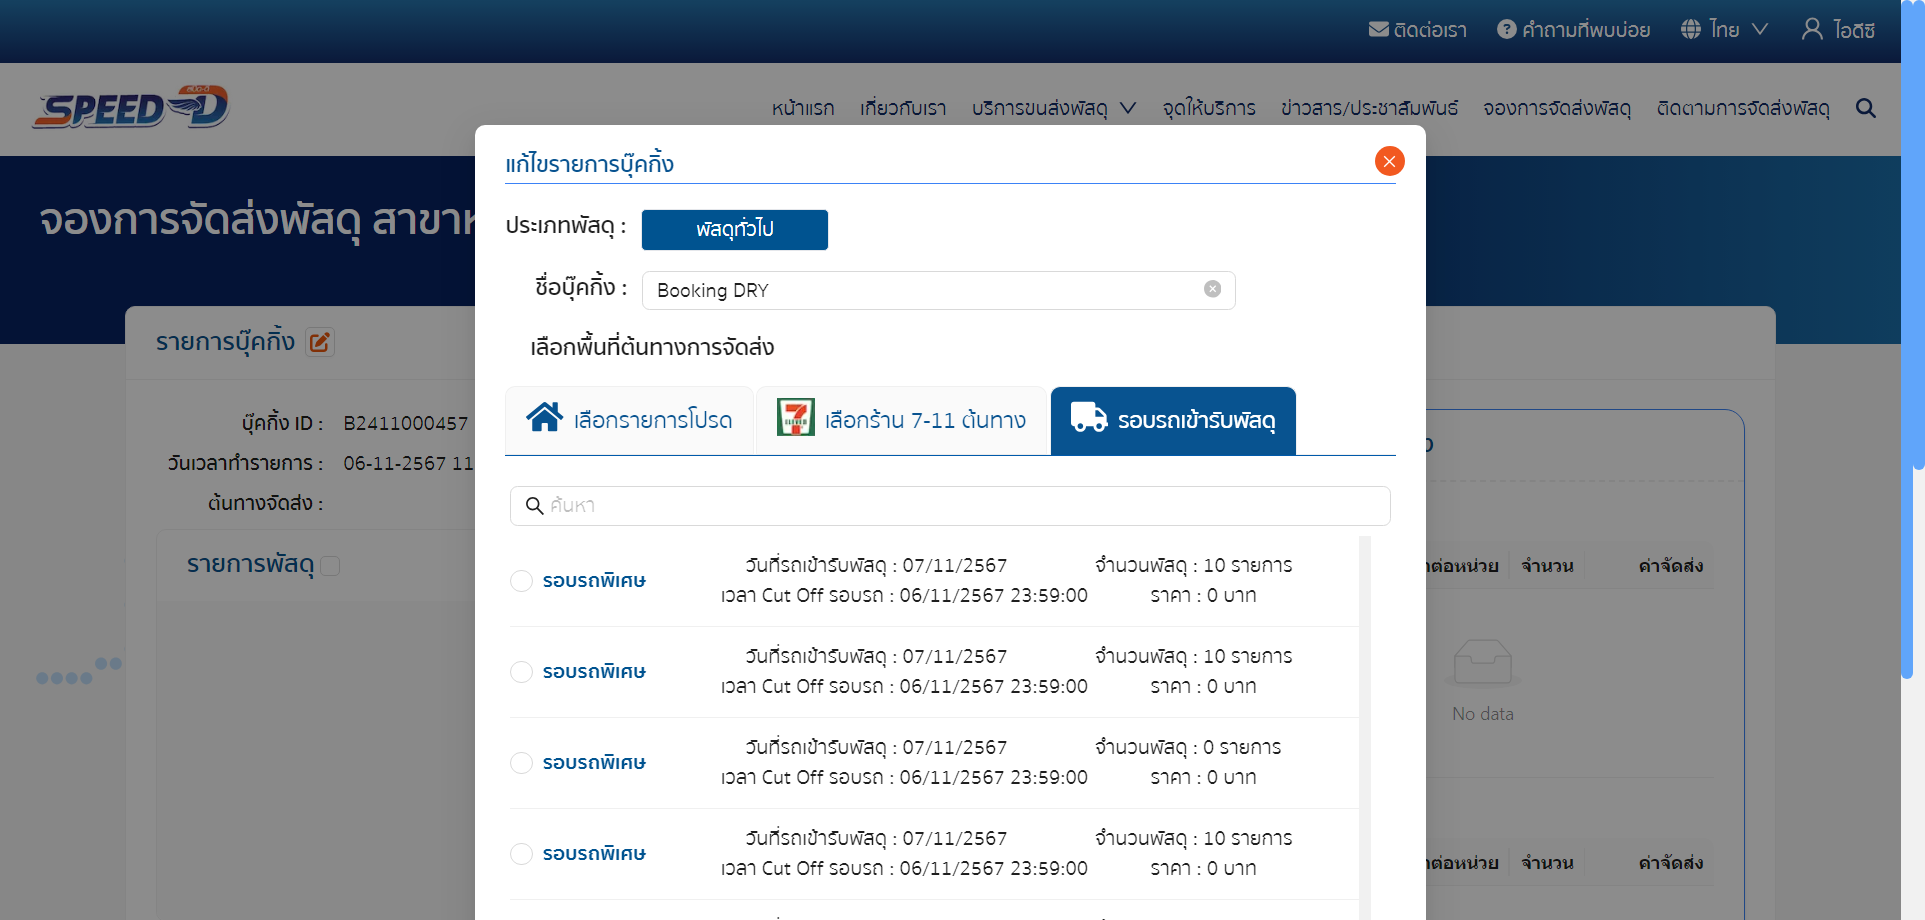 ติดต่อเรา คำถามที่พบบ่อย ไทย ไอดีซี
สปีด-ดี
SPEED-D
หน้าแรก เกี่ยวกับเรา บริการขนส่งพัสดุ จุดให้บริการ ข่าวสาร/ประชาสัมพันธ์ จองการจัดส่งพัสดุ ติดตามการจัดส่งพัสดุ
จองการจัดส่งพัสดุ สาขา
รายการบุ๊คกิ้ง
บุ๊คกิ้ง ID : B2411000457
วันเวลาทำรายการ : 06-11-2567 11
ต้นทางจัดส่ง :
รายการพัสดุ
แก้ไขรายการบุ๊คกิ้ง
ประเภทพัสดุ : พัสดุทั่วไป
ชื่อบุ๊คกิ้ง : Booking DRY
เลือกพื้นที่ต้นทางการจัดส่ง
เลือกรายการโปรด เลือกร้าน 7-11 ต้นทาง รอบรถเข้ารับพัสดุ
ค้นหา
รอบรถพิเศษ วันที่รถเข้ารับพัสดุ : 07/11/2567 จำนวนพัสดุ : 10 รายการ
เวลา Cut Off รอบรถ : 06/11/2567 23:59:00 ราคา : 0 บาท
รอบรถพิเศษ วันที่รถเข้ารับพัสดุ : 07/11/2567 จำนวนพัสดุ : 10 รายการ
เวลา Cut Off รอบรถ : 06/11/2567 23:59:00 ราคา : 0 บาท
รอบรถพิเศษ วันที่รถเข้ารับพัสดุ : 07/11/2567 จำนวนพัสดุ : 0 รายการ
เวลา Cut Off รอบรถ : 06/11/2567 23:59:00 ราคา : 0 บาท
รอบรถพิเศษ วันที่รถเข้ารับพัสดุ : 07/11/2567 จำนวนพัสดุ : 10 รายการ
เวลา Cut Off รอบรถ : 06/11/2567 23:59:00 ราคา : 0 บาท
ต่อหน่วย จำนวน ค่าจัดส่ง
No data
ต่อหน่วย จำนวน ค่าจัดส่ง